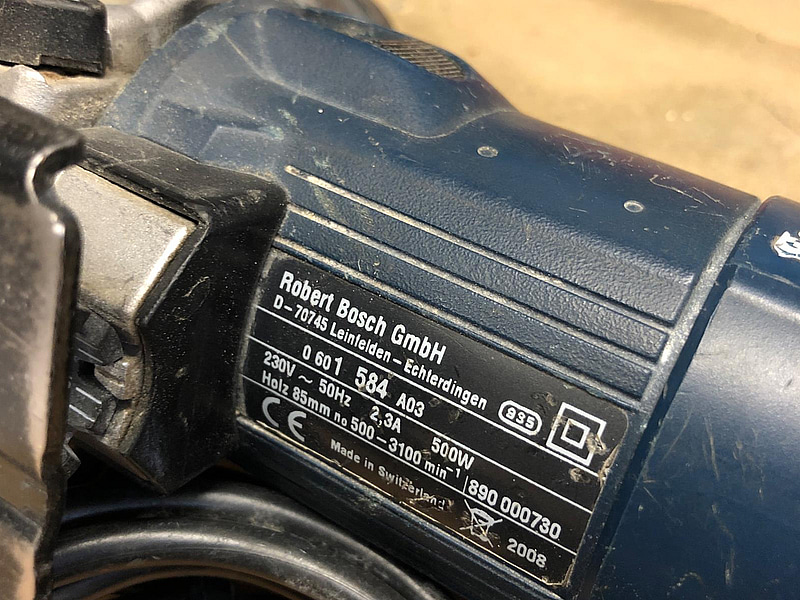 Robert Bosch GmbH
D–70745 Leinfelden – Echterdingen
0 601 584 A03 935
230V ~ 50Hz 2,3A 500W
Holz 85mm no 500–3100 min⁻¹ 890 000730
CE Made in Switzerland 2008